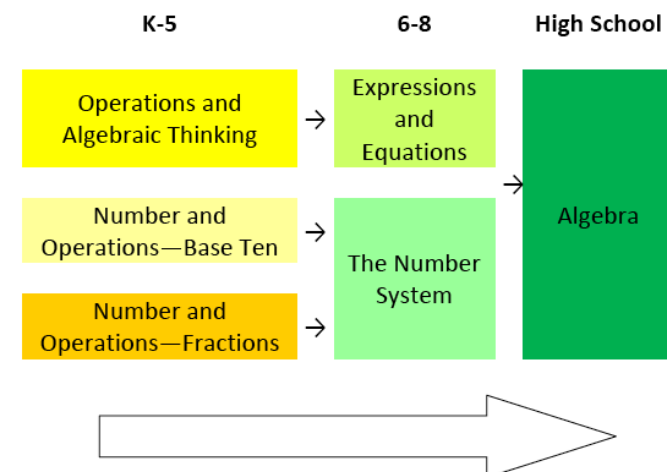 K-5
6-8
High School
Operations and
Algebraic Thinking
→
Expressions
and
Equations
→
Algebra
Number and
Operations—Base Ten
→
The Number
System
Number and
Operations—Fractions
→